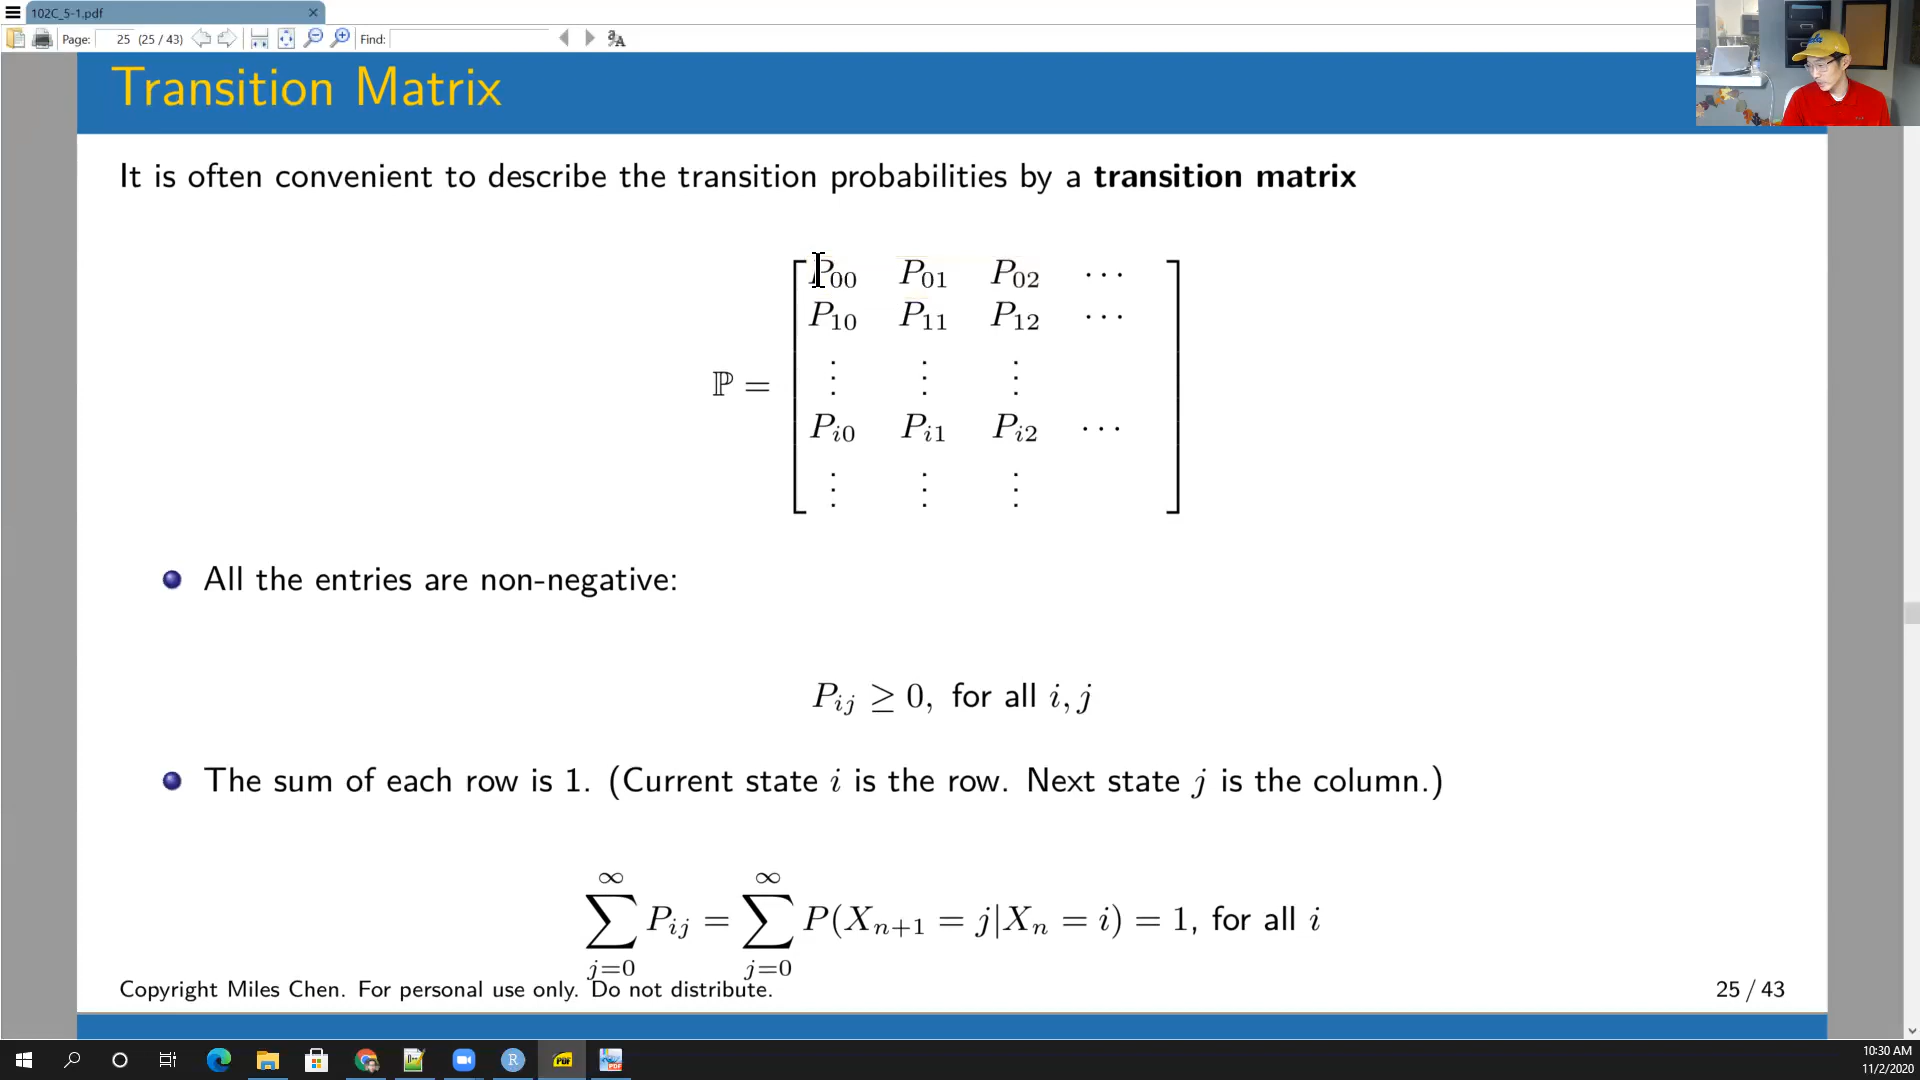 102C_5-1.pdf
Page: 25 (25 / 43) Find:
Transition Matrix
It is often convenient to describe the transition probabilities by a transition matrix
P₀₀ P₀₁ P₀₂ ⋯
P₁₀ P₁₁ P₁₂ ⋯
⋮ ⋮ ⋮
ℙ =
Pᵢ₀ Pᵢ₁ Pᵢ₂ ⋯
⋮ ⋮ ⋮
All the entries are non-negative:
Pᵢⱼ ≥ 0, for all i, j
The sum of each row is 1. (Current state i is the row. Next state j is the column.)
∞ ∞
∑ Pᵢⱼ = ∑ P(Xₙ₊₁ = j|Xₙ = i) = 1, for all i
j=0 j=0
Copyright Miles Chen. For personal use only. Do not distribute. 25 / 43
10:30 AM
11/2/2020